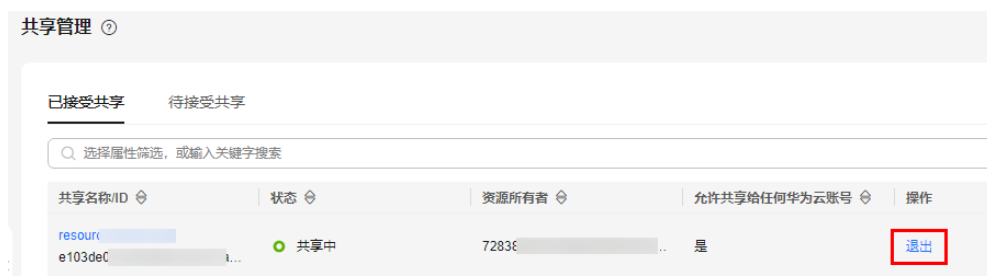 共享管理
已接受共享 待接受共享
选择属性筛选，或输入关键字搜索
共享名称/ID 状态 资源所有者 允许共享给任何华为云账号 操作
resourc
e103de0 a... 共享中 72838 .. 是 退出